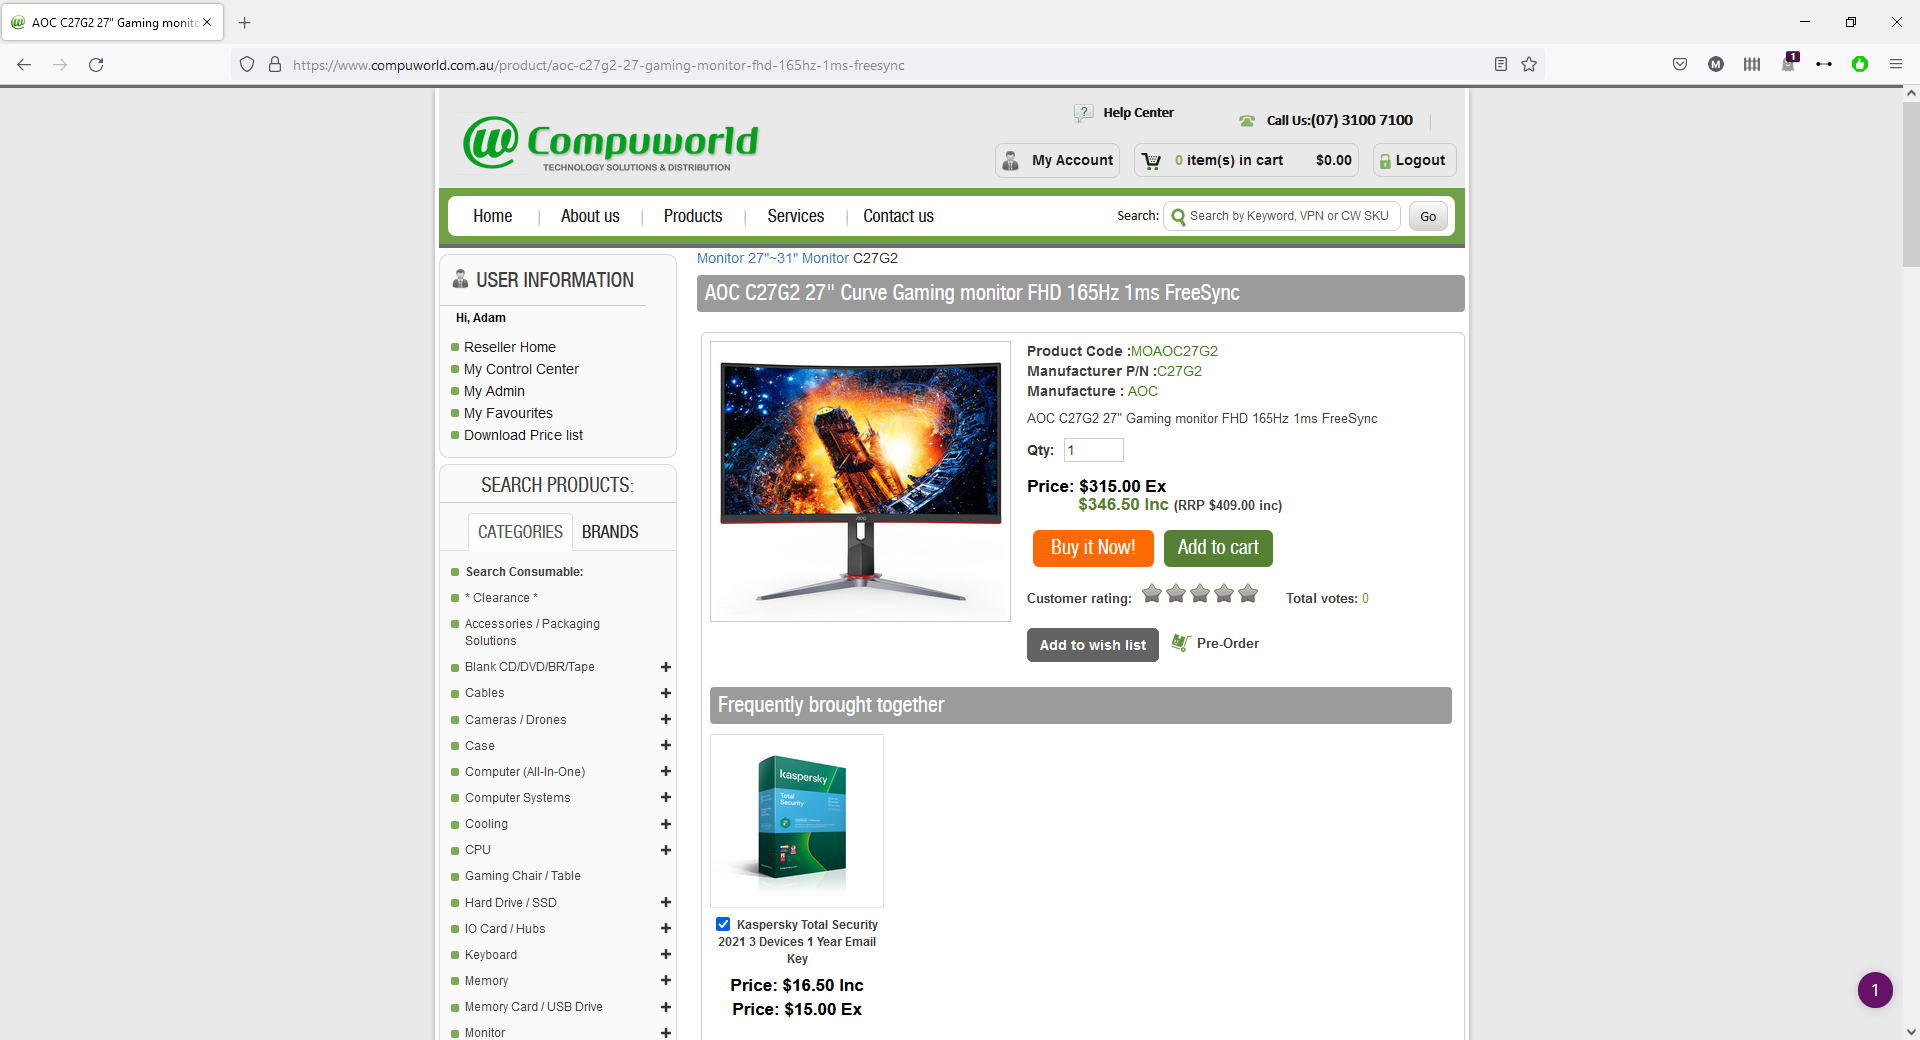 AOC C27G2 27" Gaming monito
https://www.compuworld.com.au/product/aoc-c27g2-27-gaming-monitor-fhd-165hz-1ms-freesync
M
1
Compuworld
TECHNOLOGY SOLUTIONS & DISTRIBUTION
Help Center
Call Us:(07) 3100 7100
My Account
0 item(s) in cart $0.00
Logout
Home
About us
Products
Services
Contact us
Search:
Search by Keyword, VPN or CW SKU
Go
USER INFORMATION
Hi, Adam
Reseller Home
My Control Center
My Admin
My Favourites
Download Price list
SEARCH PRODUCTS:
CATEGORIES
BRANDS
Search Consumable:
* Clearance *
Accessories / Packaging
Solutions
Blank CD/DVD/BR/Tape
Cables
Cameras / Drones
Case
Computer (All-In-One)
Computer Systems
Cooling
CPU
Gaming Chair / Table
Hard Drive / SSD
IO Card / Hubs
Keyboard
Memory
Memory Card / USB Drive
Monitor
Monitor 27"~31" Monitor C27G2
AOC C27G2 27" Curve Gaming monitor FHD 165Hz 1ms FreeSync
AOC
Product Code :MOAOC27G2
Manufacturer P/N :C27G2
Manufacture : AOC
AOC C27G2 27" Gaming monitor FHD 165Hz 1ms FreeSync
Qty: 1
Price: $315.00 Ex
$346.50 Inc (RRP $409.00 inc)
Buy it Now!
Add to cart
Customer rating:
Total votes: 0
Add to wish list
Pre-Order
Frequently brought together
kaspersky
Total
Security
Kaspersky Total Security
2021 3 Devices 1 Year Email
Key
Price: $16.50 Inc
Price: $15.00 Ex
1